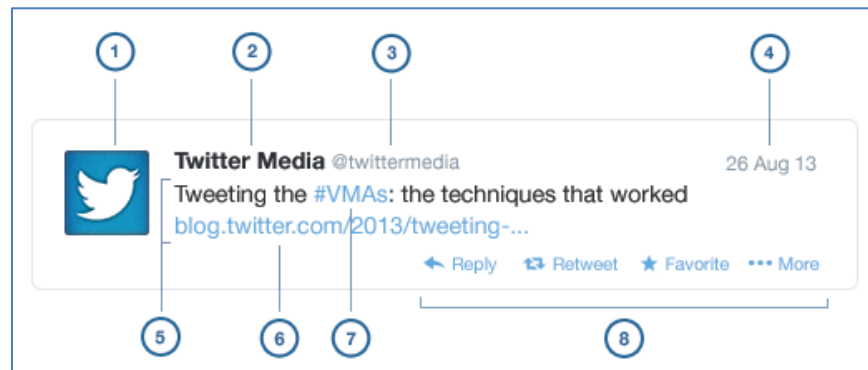 1 2 3 4
Twitter Media @twittermedia 26 Aug 13
Tweeting the #VMAs: the techniques that worked
blog.twitter.com/2013/tweeting-...
Reply Retweet Favorite More
5 6 7 8